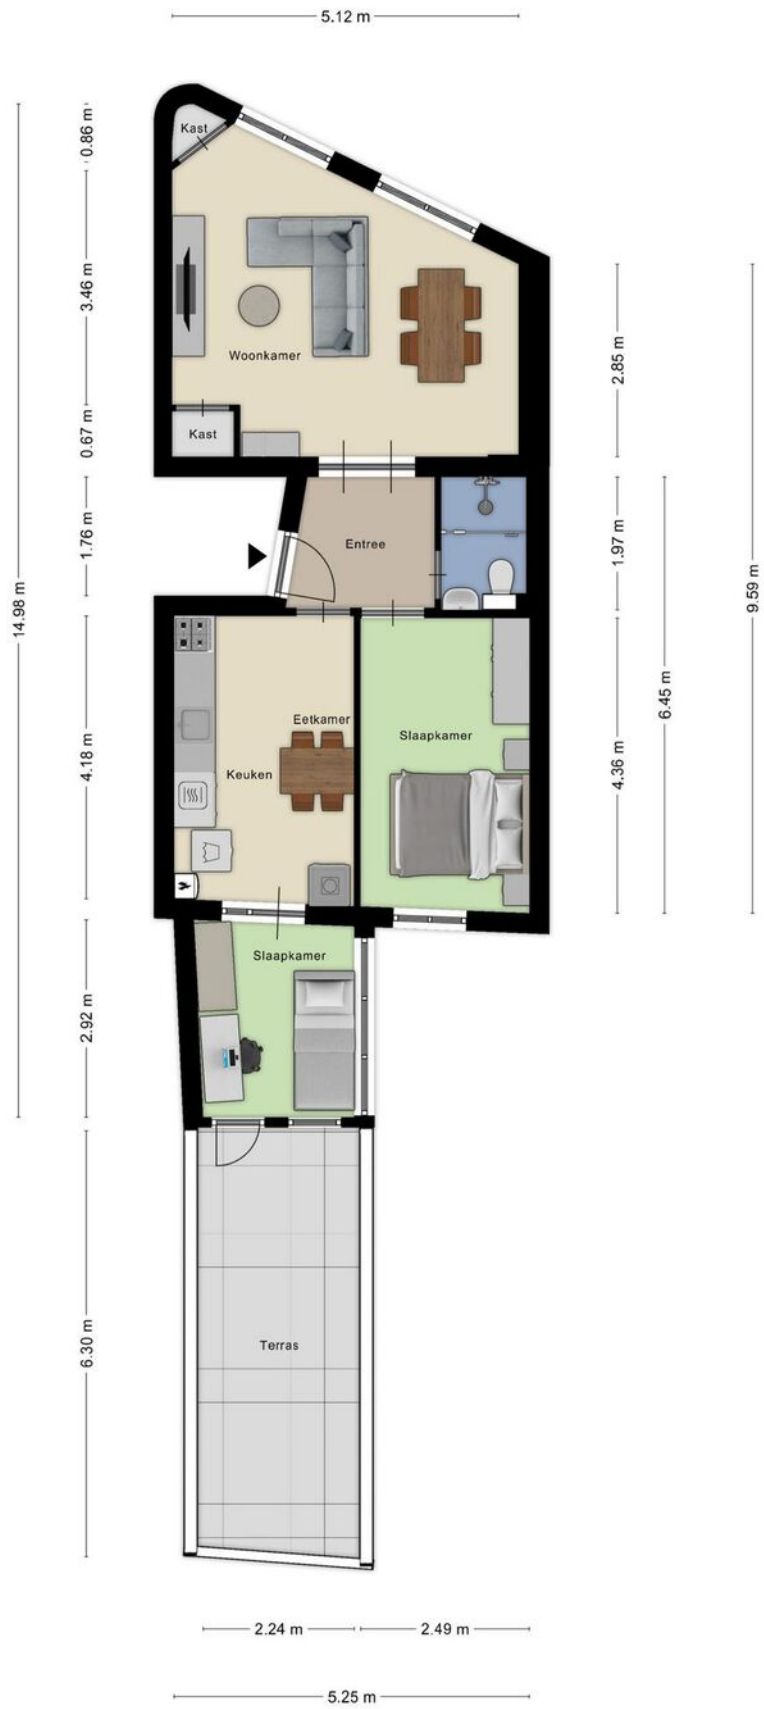 5.12 m
0.86 m
Kast
3.46 m
2.85 m
Woonkamer
0.67 m
Kast
1.76 m
Entree
1.97 m
14.98 m
9.59 m
6.45 m
Eetkamer
Slaapkamer
4.18 m
Keuken
4.36 m
Slaapkamer
2.92 m
6.30 m
Terras
2.24 m
2.49 m
5.25 m